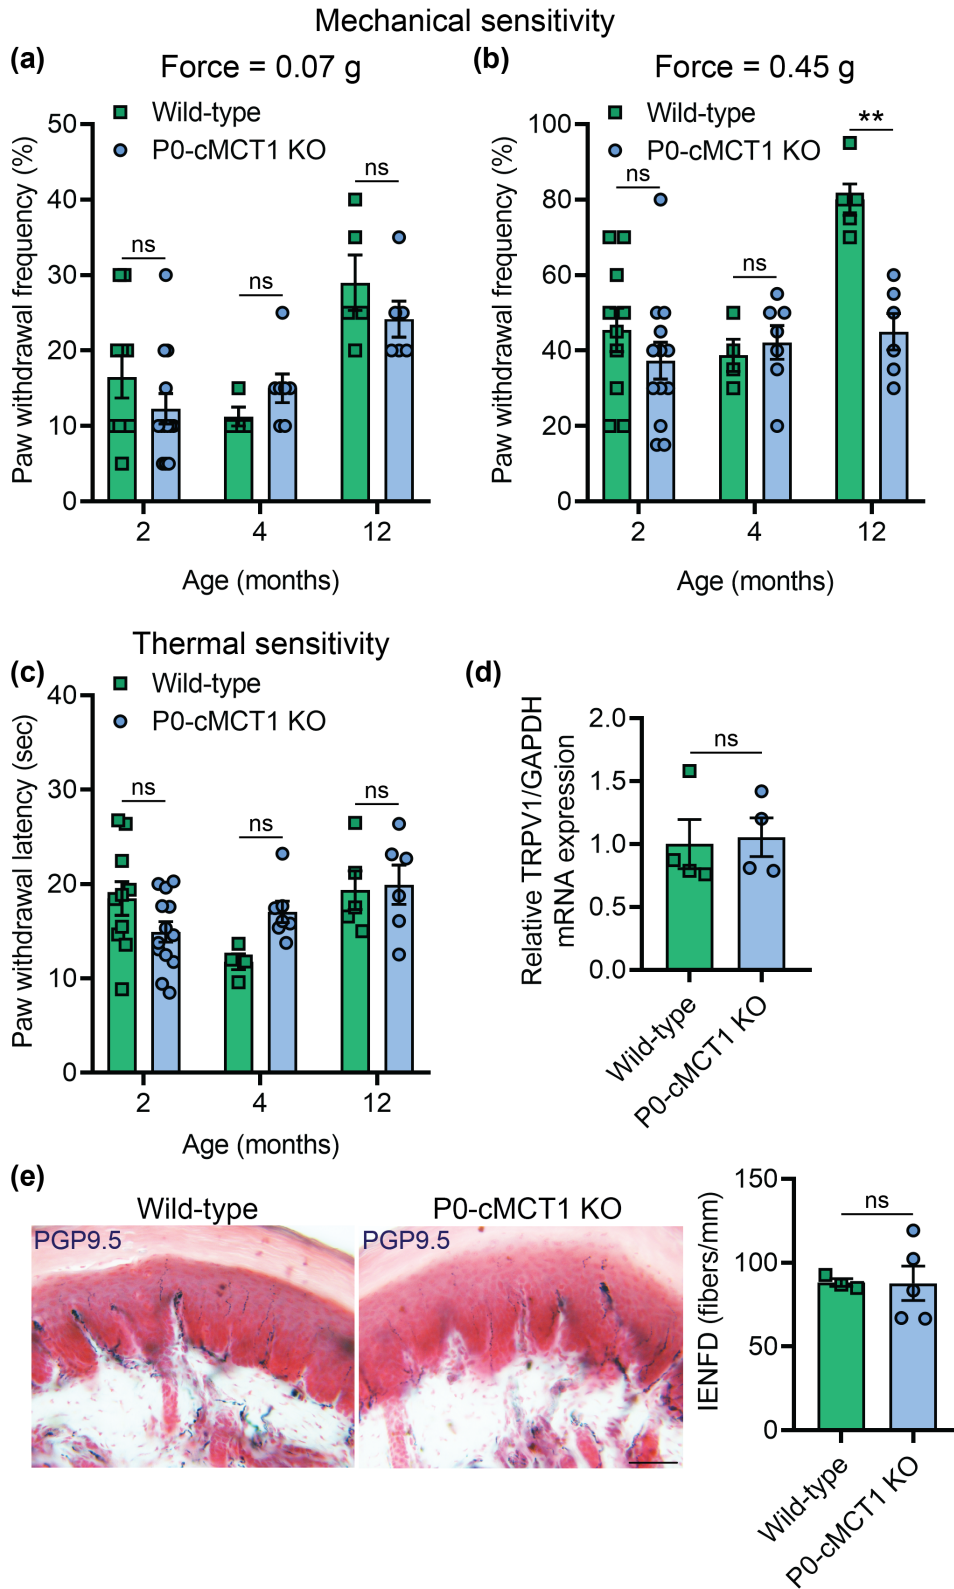 Mechanical sensitivity
(a)
Force = 0.07 g
Wild-type
P0-cMCT1 KO
Paw withdrawal frequency (%)
50
40
30
20
10
0
ns
ns
ns
2
4
12
Age (months)
(b)
Force = 0.45 g
Wild-type
P0-cMCT1 KO
Paw withdrawal frequency (%)
100
80
60
40
20
0
ns
ns
**
2
4
12
Age (months)
Thermal sensitivity
(c)
Wild-type
P0-cMCT1 KO
Paw withdrawal latency (sec)
40
30
20
10
0
ns
ns
ns
2
4
12
Age (months)
(d)
Relative TRPV1/GAPDH
mRNA expression
2.0
1.5
1.0
0.5
0.0
ns
Wild-type
P0-cMCT1 KO
(e)
Wild-type
P0-cMCT1 KO
PGP9.5
PGP9.5
IENFD (fibers/mm)
150
100
50
0
ns
Wild-type
P0-cMCT1 KO